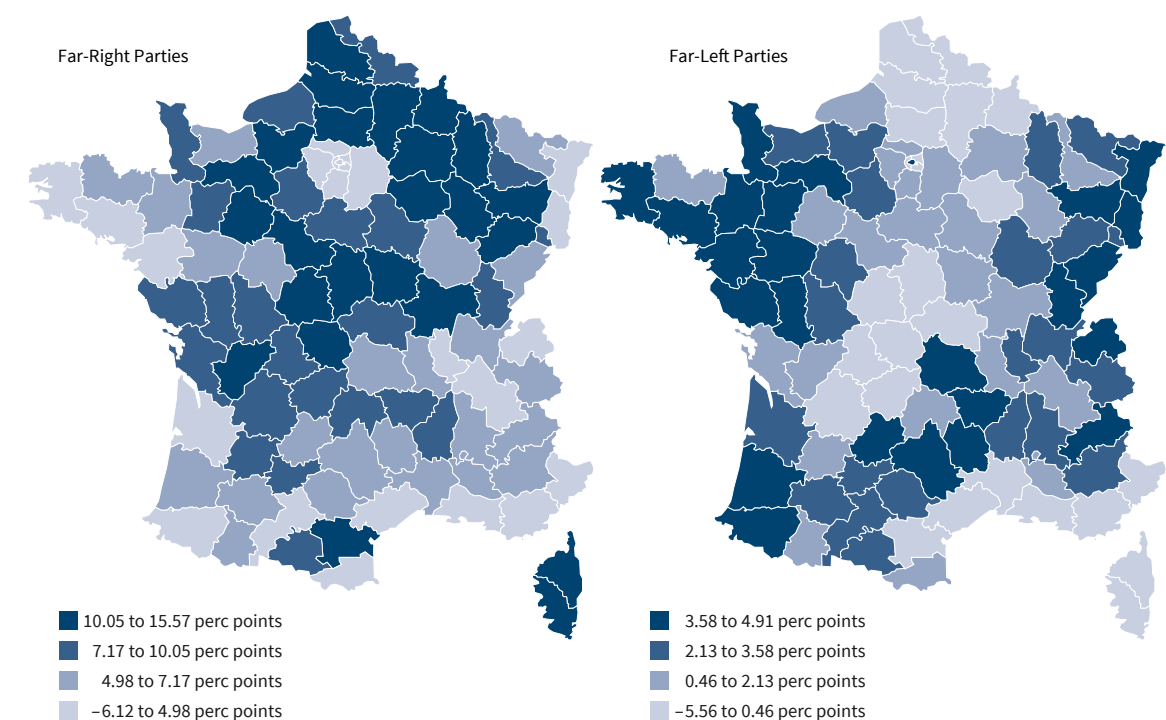 Far-Right Parties
10.05 to 15.57 perc points
7.17 to 10.05 perc points
4.98 to 7.17 perc points
–6.12 to 4.98 perc points
Far-Left Parties
3.58 to 4.91 perc points
2.13 to 3.58 perc points
0.46 to 2.13 perc points
–5.56 to 0.46 perc points